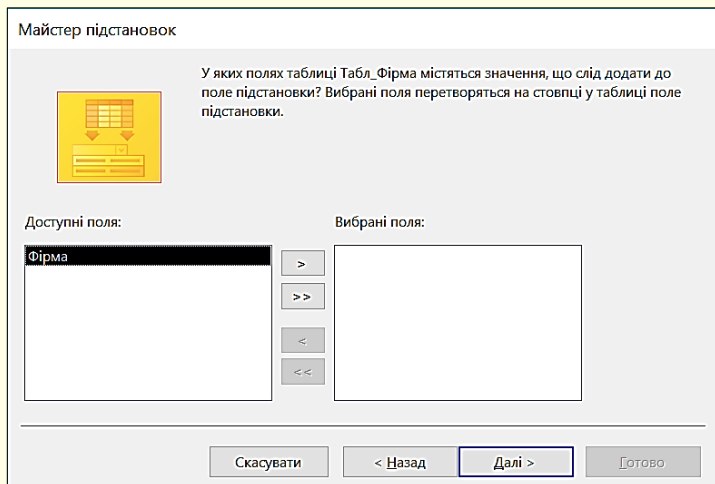 Майстер підстановок
У яких полях таблиці Табл_Фірма містяться значення, що слід додати до
поле підстановки? Вибрані поля перетворяться на стовпці у таблиці поле
підстановки.
Доступні поля:
Вибрані поля:
Фірма
>
>>
<
<<
Скасувати
< Назад
Далі >
Готово